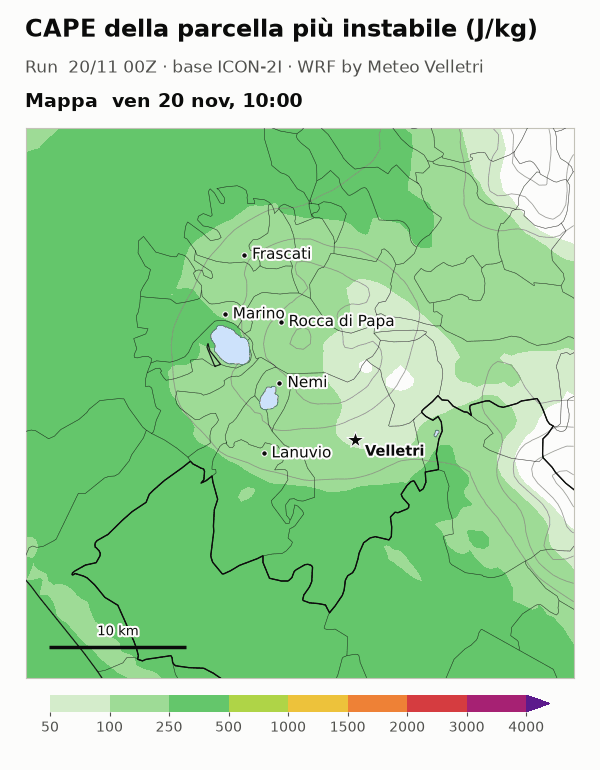 CAPE della parcella più instabile (J/kg)
Run  20/11 00Z · base ICON-2I · WRF by Meteo Velletri
Mappa  ven 20 nov, 10:00
Frascati
Marino
Rocca di Papa
Nemi
Lanuvio
Velletri
10 km
50 100 250 500 1000 1500 2000 3000 4000